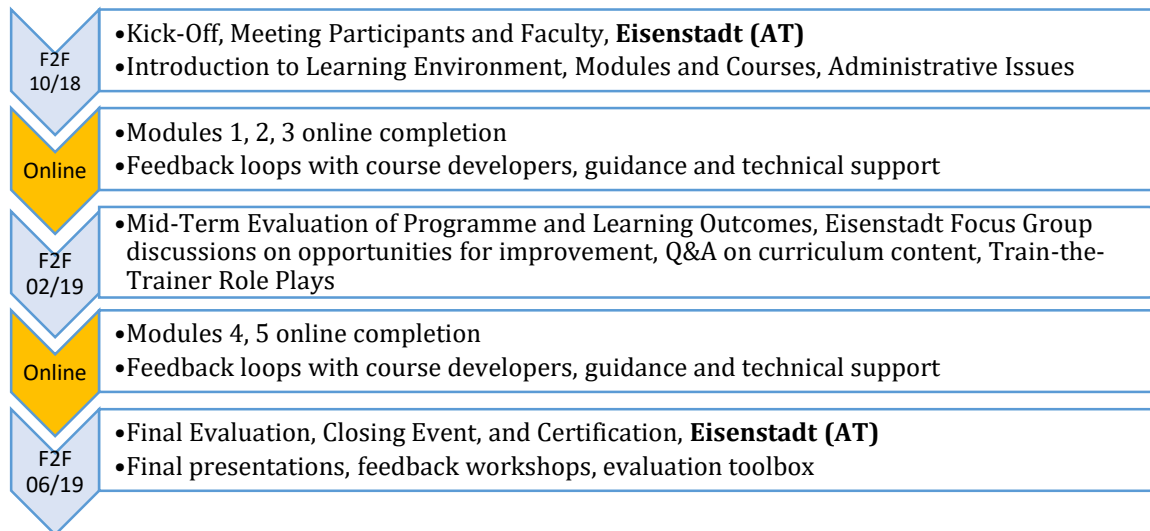 F2F
10/18
•Kick-Off, Meeting Participants and Faculty, Eisenstadt (AT)
•Introduction to Learning Environment, Modules and Courses, Administrative Issues
Online
•Modules 1, 2, 3 online completion
•Feedback loops with course developers, guidance and technical support
F2F
02/19
•Mid-Term Evaluation of Programme and Learning Outcomes, Eisenstadt Focus Group
discussions on opportunities for improvement, Q&A on curriculum content, Train-the-
Trainer Role Plays
Online
•Modules 4, 5 online completion
•Feedback loops with course developers, guidance and technical support
F2F
06/19
•Final Evaluation, Closing Event, and Certification, Eisenstadt (AT)
•Final presentations, feedback workshops, evaluation toolbox